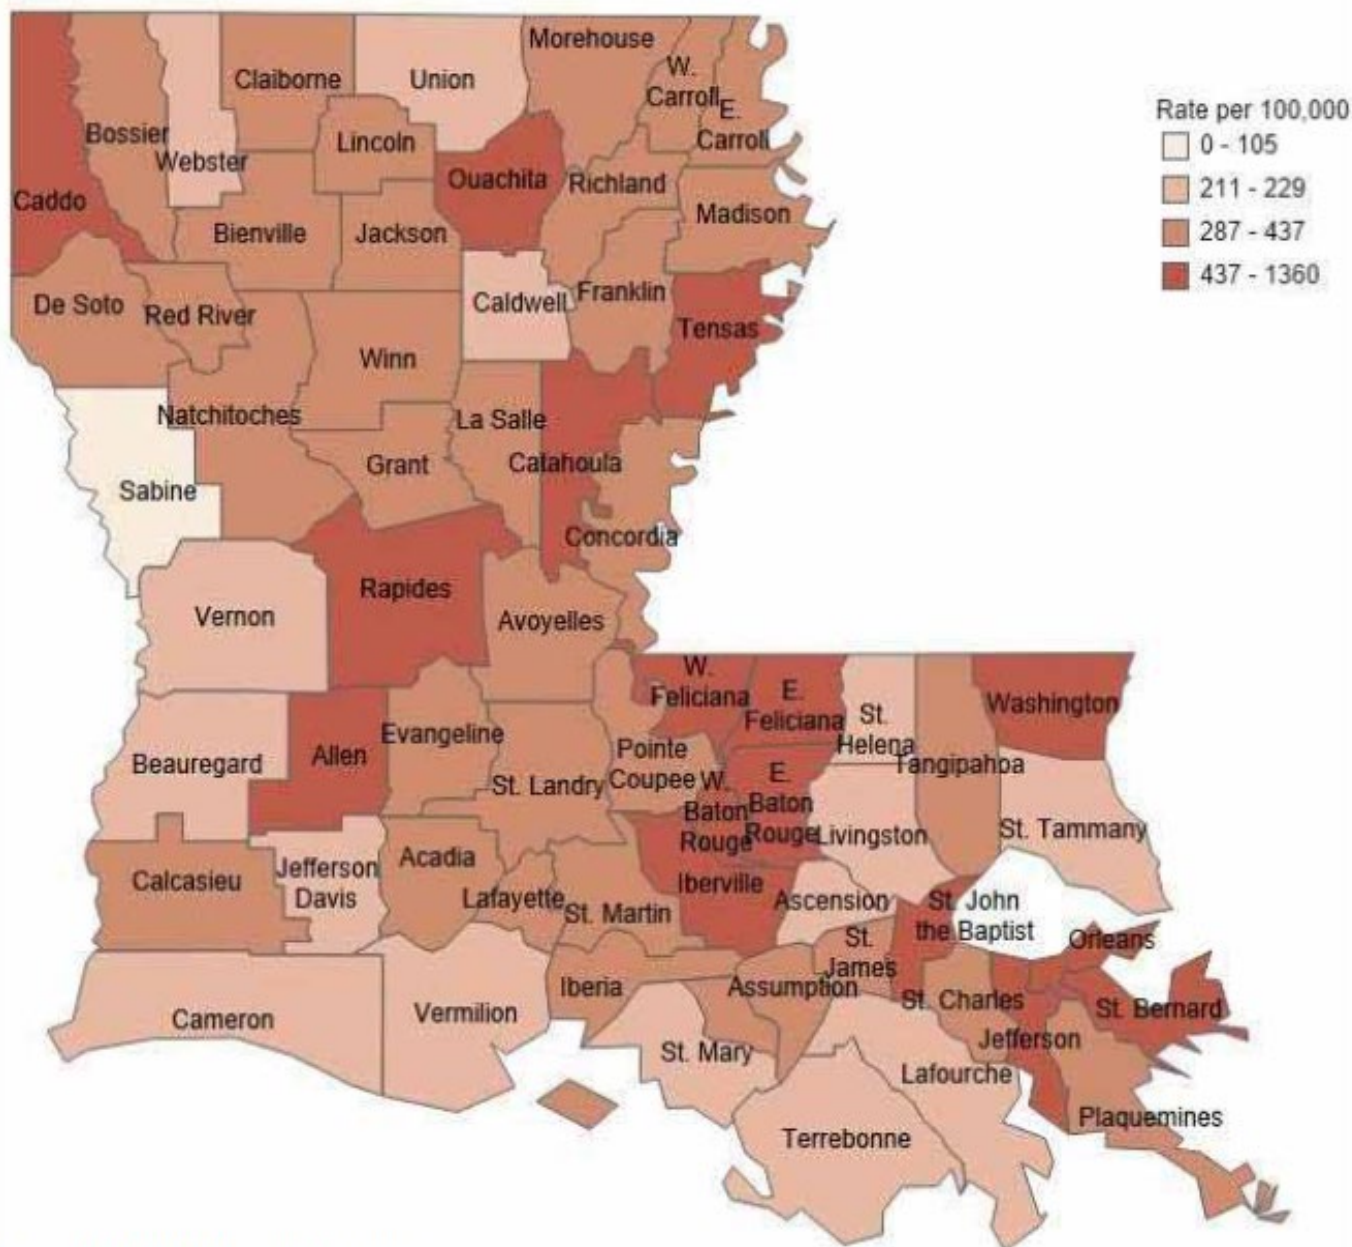 Morehouse
W.
Carroll
E.
Carroll
Claiborne
Union
Bossier
Webster
Lincoln
Ouachita
Richland
Caddo
Madison
Bienville
Jackson
De Soto
Red River
Caldwell
Franklin
Tensas
Winn
Natchitoches
La Salle
Grant
Catahoula
Sabine
Concordia
Rapides
Vernon
Avoyelles
W.
Feliciana
E.
Feliciana
St.
Helena
Washington
Evangeline
Allen
Beauregard
Pointe
Coupee
Tangipahoa
St. Landry
W.
Baton
Rouge
E.
Baton
Rouge
Livingston
St. Tammany
Acadia
Jefferson
Davis
Calcasieu
Lafayette
St. Martin
Iberville
Ascension
St. John
the Baptist
Orleans
St.
James
Iberia
Assumption
St. Charles
St. Bernard
Cameron
Vermilion
Jefferson
St. Mary
Lafourche
Plaquemines
Terrebonne
Rate per 100,000
0 - 105
211 - 229
287 - 437
437 - 1360